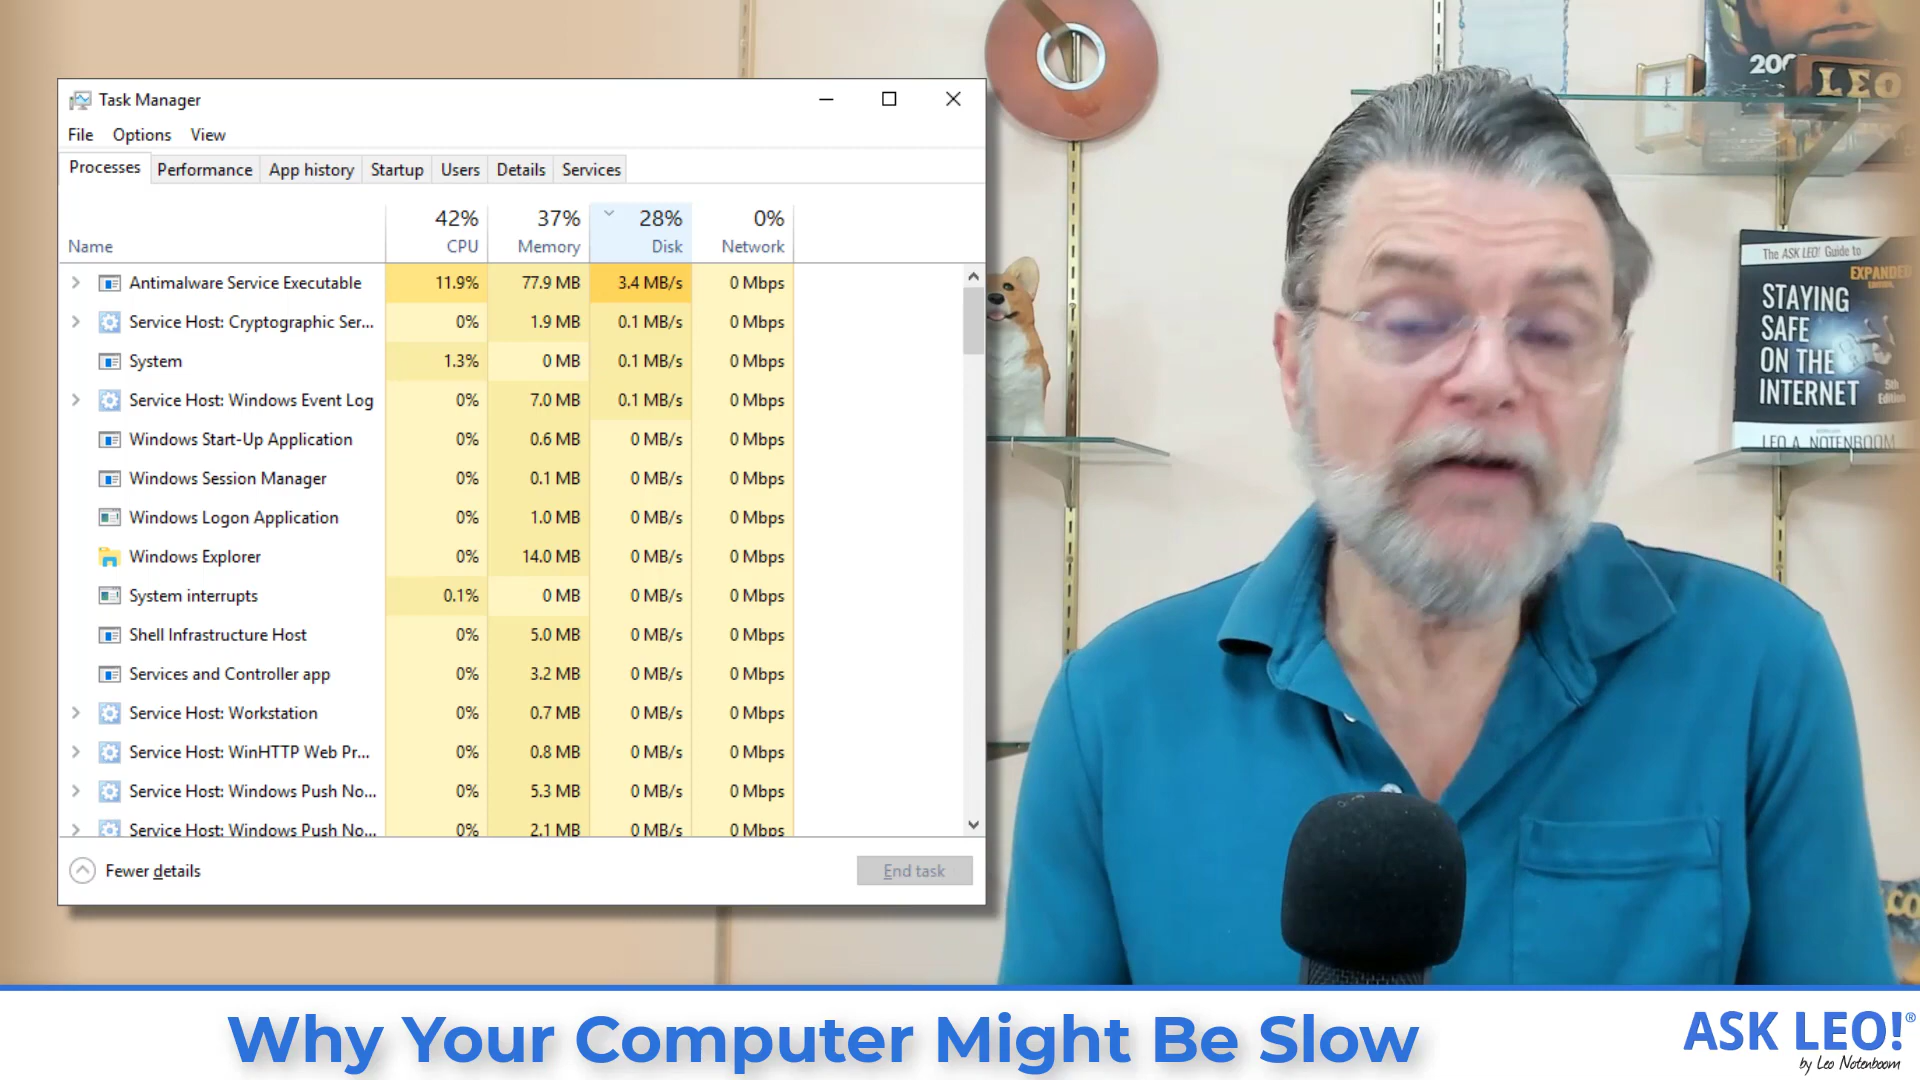 Task Manager
File Options View
Processes Performance App history Startup Users Details Services
42% 37% 28% 0%
Name CPU Memory Disk Network
Antimalware Service Executable 11.9% 77.9 MB 3.4 MB/s 0 Mbps
Service Host: Cryptographic Ser... 0% 1.9 MB 0.1 MB/s 0 Mbps
System 1.3% 0 MB 0.1 MB/s 0 Mbps
Service Host: Windows Event Log 0% 7.0 MB 0.1 MB/s 0 Mbps
Windows Start-Up Application 0% 0.6 MB 0 MB/s 0 Mbps
Windows Session Manager 0% 0.1 MB 0 MB/s 0 Mbps
Windows Logon Application 0% 1.0 MB 0 MB/s 0 Mbps
Windows Explorer 0% 14.0 MB 0 MB/s 0 Mbps
System interrupts 0.1% 0 MB 0 MB/s 0 Mbps
Shell Infrastructure Host 0% 5.0 MB 0 MB/s 0 Mbps
Services and Controller app 0% 3.2 MB 0 MB/s 0 Mbps
Service Host: Workstation 0% 0.7 MB 0 MB/s 0 Mbps
Service Host: WinHTTP Web Pr... 0% 0.8 MB 0 MB/s 0 Mbps
Service Host: Windows Push No... 0% 5.3 MB 0 MB/s 0 Mbps
Service Host: Windows Push No... 0% 2.1 MB 0 MB/s 0 Mbps
Fewer details
End task
200
LEO
The ASK LEO! Guide to
EXPANDED
EDITION
STAYING
SAFE
ON THE
INTERNET
5th
Edition
LEO A. NOTENBOOM
.CO
Why Your Computer Might Be Slow
ASK LEO!®
by Leo Notenboom